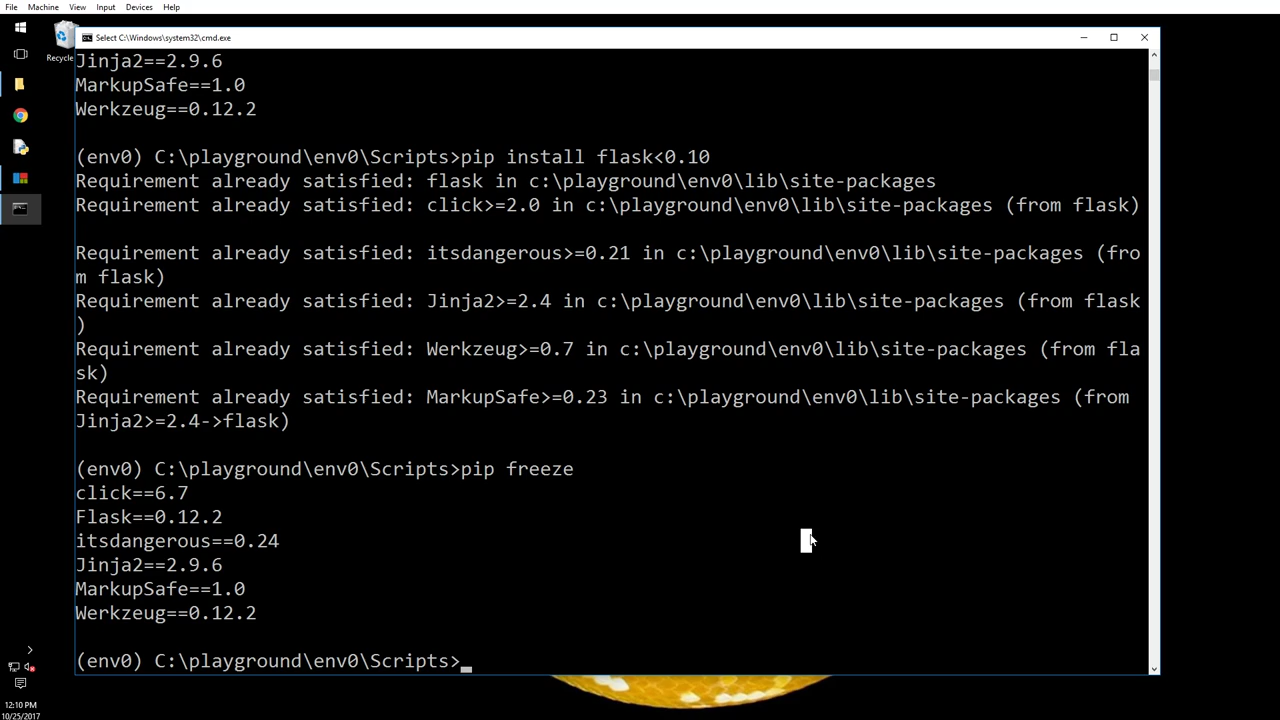 File Machine View Input Devices Help
Recycle
Select C:\Windows\system32\cmd.exe
Jinja2==2.9.6
MarkupSafe==1.0
Werkzeug==0.12.2
(env0) C:\playground\env0\Scripts>pip install flask<0.10
Requirement already satisfied: flask in c:\playground\env0\lib\site-packages
Requirement already satisfied: click>=2.0 in c:\playground\env0\lib\site-packages (from flask)
Requirement already satisfied: itsdangerous>=0.21 in c:\playground\env0\lib\site-packages (fro
m flask)
Requirement already satisfied: Jinja2>=2.4 in c:\playground\env0\lib\site-packages (from flask
)
Requirement already satisfied: Werkzeug>=0.7 in c:\playground\env0\lib\site-packages (from fla
sk)
Requirement already satisfied: MarkupSafe>=0.23 in c:\playground\env0\lib\site-packages (from
Jinja2>=2.4->flask)
(env0) C:\playground\env0\Scripts>pip freeze
click==6.7
Flask==0.12.2
itsdangerous==0.24
Jinja2==2.9.6
MarkupSafe==1.0
Werkzeug==0.12.2
(env0) C:\playground\env0\Scripts>
12:10 PM
10/25/2017